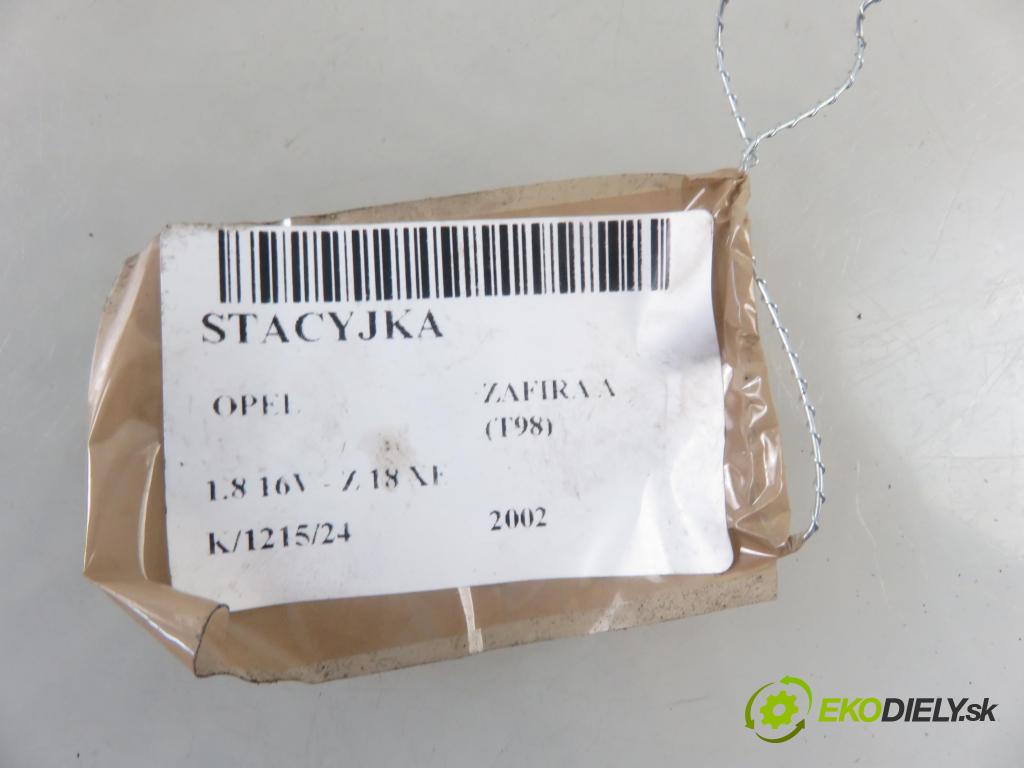 STACYJKA
OPEL ZAFIRA A
(T98)
1.8 16V - Z 18 XE
K/1215/24 2002
EKODIELY.sk